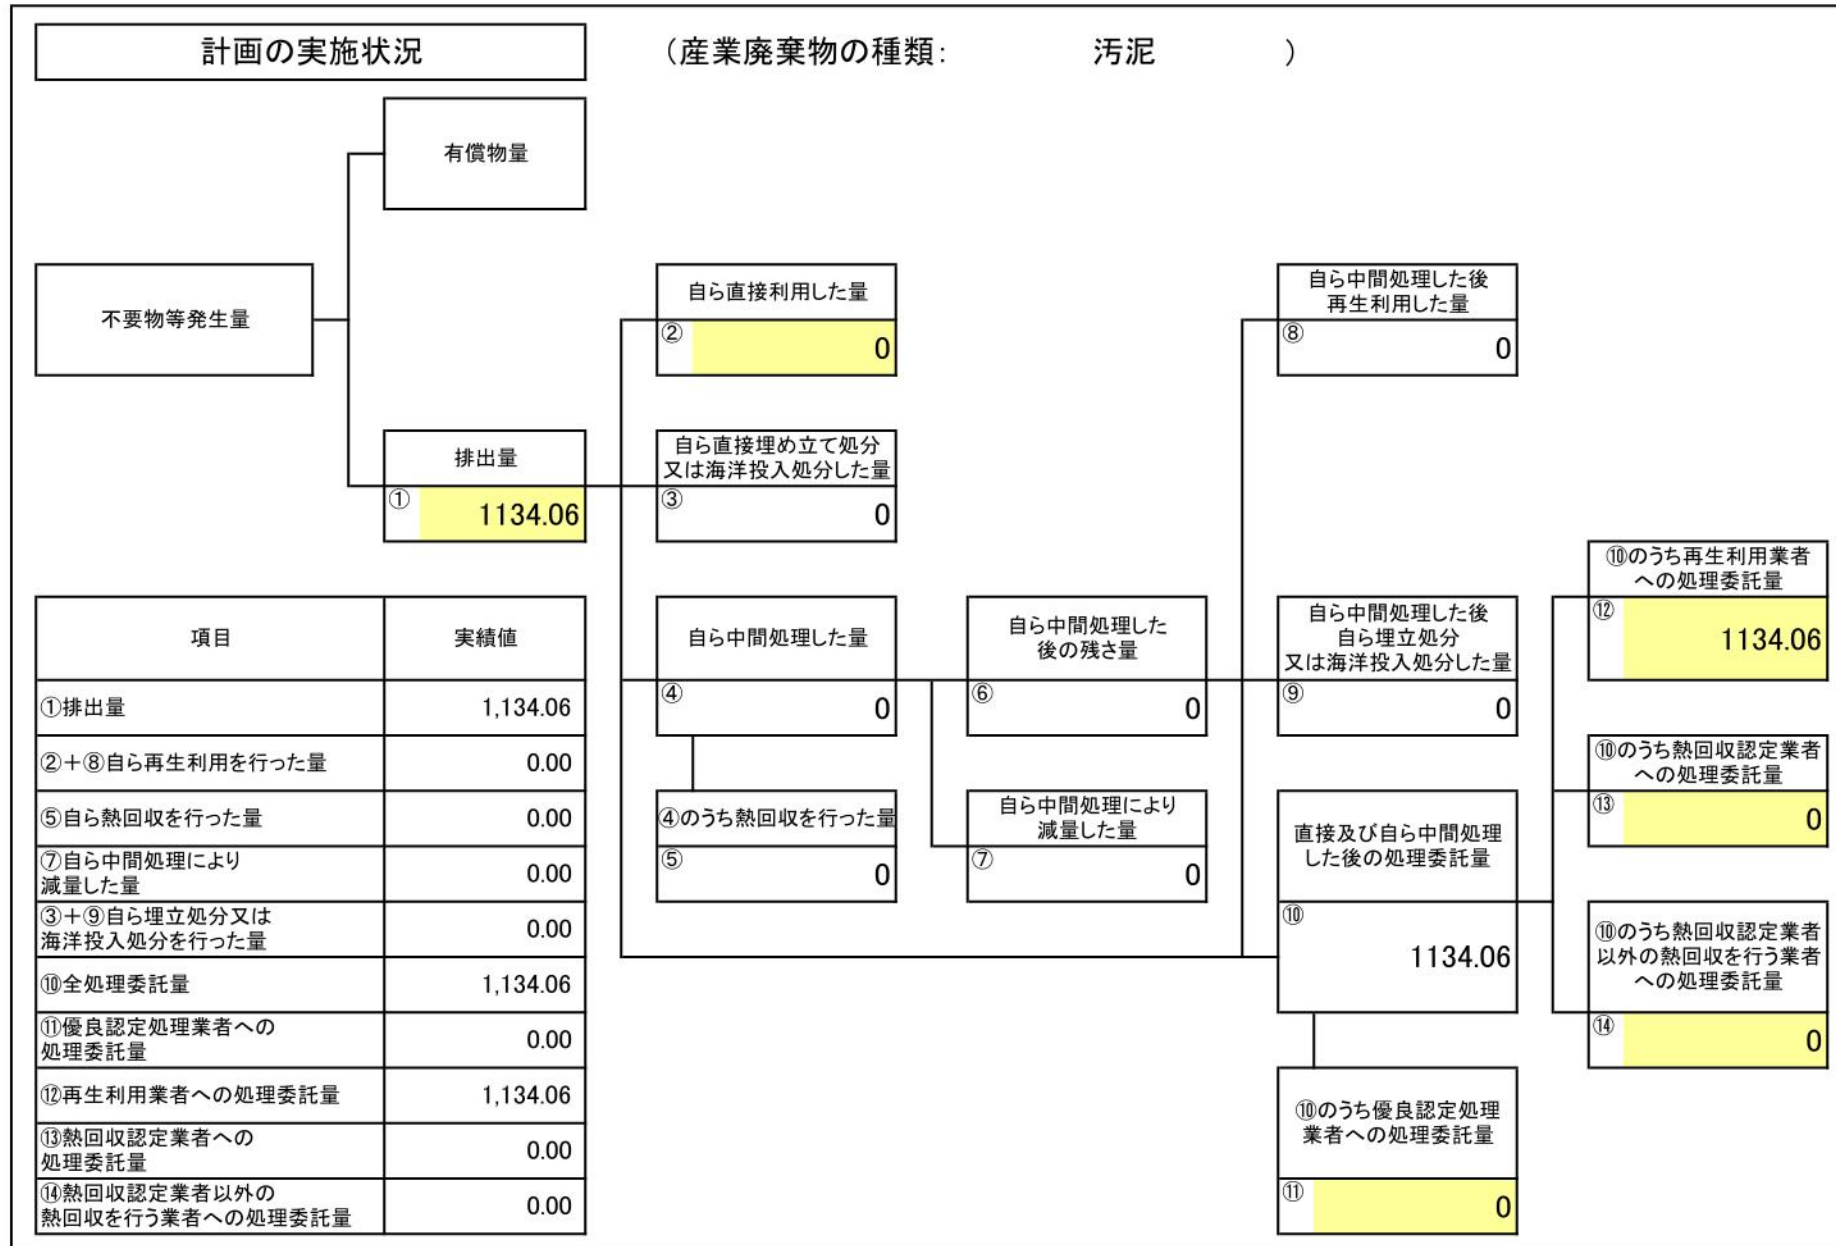 計画の実施状況
（産業廃棄物の種類： 汚泥 ）
有償物量
不要物等発生量
自ら直接利用した量
② 0
自ら中間処理した後
再生利用した量
⑧ 0
排出量
① 1134.06
自ら直接埋め立て処分
又は海洋投入処分した量
③ 0
⑩のうち再生利用業者
への処理委託量
⑫ 1134.06
自ら中間処理した量
④ 0
自ら中間処理した
後の残さ量
⑥ 0
自ら中間処理した後
自ら埋立処分
又は海洋投入処分した量
⑨ 0
⑩のうち熱回収認定業者
への処理委託量
⑬ 0
④のうち熱回収を行った量
⑤ 0
自ら中間処理により
減量した量
⑦ 0
直接及び自ら中間処理
した後の処理委託量
⑩ 1134.06
⑩のうち熱回収認定業者
以外の熱回収を行う業者
への処理委託量
⑭ 0
⑩のうち優良認定処理
業者への処理委託量
⑪ 0
項目 実績値
①排出量 1,134.06
②＋⑧自ら再生利用を行った量 0.00
⑤自ら熱回収を行った量 0.00
⑦自ら中間処理により
減量した量 0.00
③＋⑨自ら埋立処分又は
海洋投入処分を行った量 0.00
⑩全処理委託量 1,134.06
⑪優良認定処理業者への
処理委託量 0.00
⑫再生利用業者への処理委託量 1,134.06
⑬熱回収認定業者への
処理委託量 0.00
⑭熱回収認定業者以外の
熱回収を行う業者への処理委託量 0.00